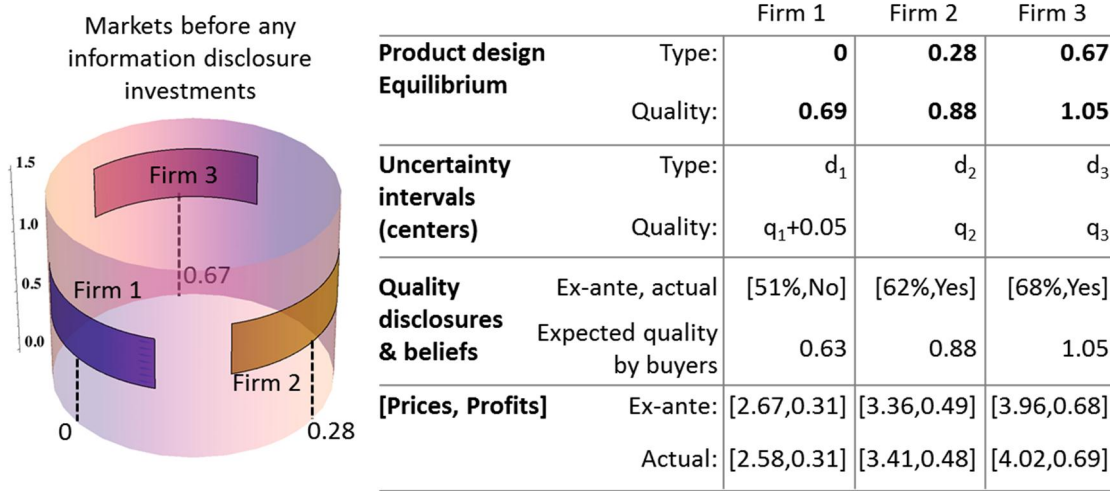 Markets before any
information disclosure
investments
1.5
1.0
0.5
0.0
Firm 3
0.67
Firm 1
Firm 2
0
0.28
Firm 1 Firm 2 Firm 3
Product design Type: 0 0.28 0.67
Equilibrium
Quality: 0.69 0.88 1.05
Uncertainty Type: d₁ d₂ d₃
intervals
(centers) Quality: q₁+0.05 q₂ q₃
Quality Ex-ante, actual [51%,No] [62%,Yes] [68%,Yes]
disclosures Expected quality
& beliefs by buyers 0.63 0.88 1.05
[Prices, Profits] Ex-ante: [2.67,0.31] [3.36,0.49] [3.96,0.68]
Actual: [2.58,0.31] [3.41,0.48] [4.02,0.69]